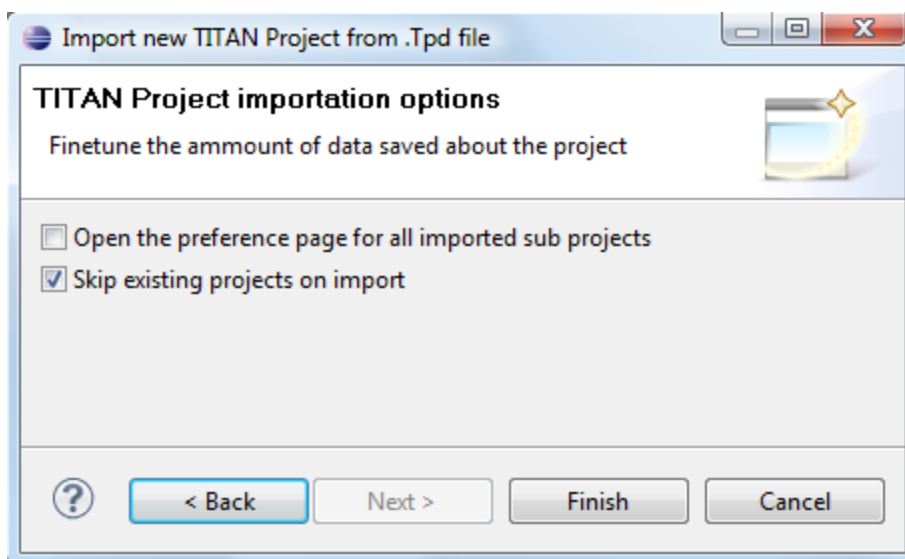 Import new TITAN Project from .Tpd file
TITAN Project importation options
Finetune the ammount of data saved about the project
Open the preference page for all imported sub projects
Skip existing projects on import
? < Back Next > Finish Cancel